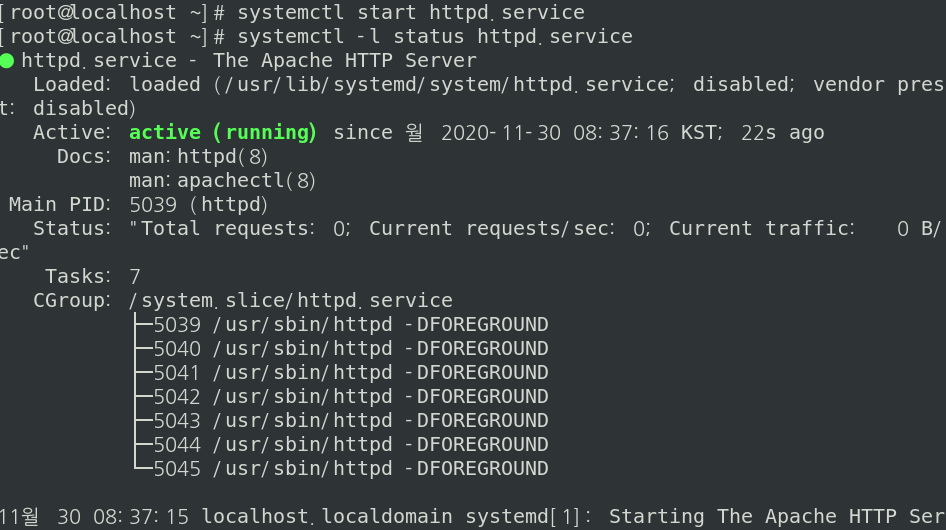 [root@localhost ~]# systemctl start httpd.service
[root@localhost ~]# systemctl -l status httpd.service
● httpd.service - The Apache HTTP Server
Loaded: loaded (/usr/lib/systemd/system/httpd.service; disabled; vendor pres
t: disabled)
Active: active (running) since 월 2020-11-30 08:37:16 KST; 22s ago
Docs: man:httpd(8)
man:apachectl(8)
Main PID: 5039 (httpd)
Status: "Total requests: 0; Current requests/sec: 0; Current traffic:   0 B/
ec"
Tasks: 7
CGroup: /system.slice/httpd.service
├─5039 /usr/sbin/httpd -DFOREGROUND
├─5040 /usr/sbin/httpd -DFOREGROUND
├─5041 /usr/sbin/httpd -DFOREGROUND
├─5042 /usr/sbin/httpd -DFOREGROUND
├─5043 /usr/sbin/httpd -DFOREGROUND
├─5044 /usr/sbin/httpd -DFOREGROUND
└─5045 /usr/sbin/httpd -DFOREGROUND
11월 30 08:37:15 localhost.localdomain systemd[1]: Starting The Apache HTTP Ser